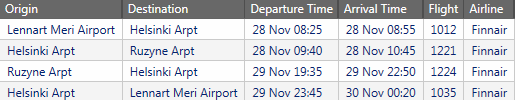 Origin Destination Departure Time Arrival Time Flight Airline
Lennart Meri Airport Helsinki Arpt 28 Nov 08:25 28 Nov 08:55 1012 Finnair
Helsinki Arpt Ruzyne Arpt 28 Nov 09:40 28 Nov 10:45 1221 Finnair
Ruzyne Arpt Helsinki Arpt 29 Nov 19:35 29 Nov 22:50 1224 Finnair
Helsinki Arpt Lennart Meri Airport 29 Nov 23:45 30 Nov 00:20 1035 Finnair